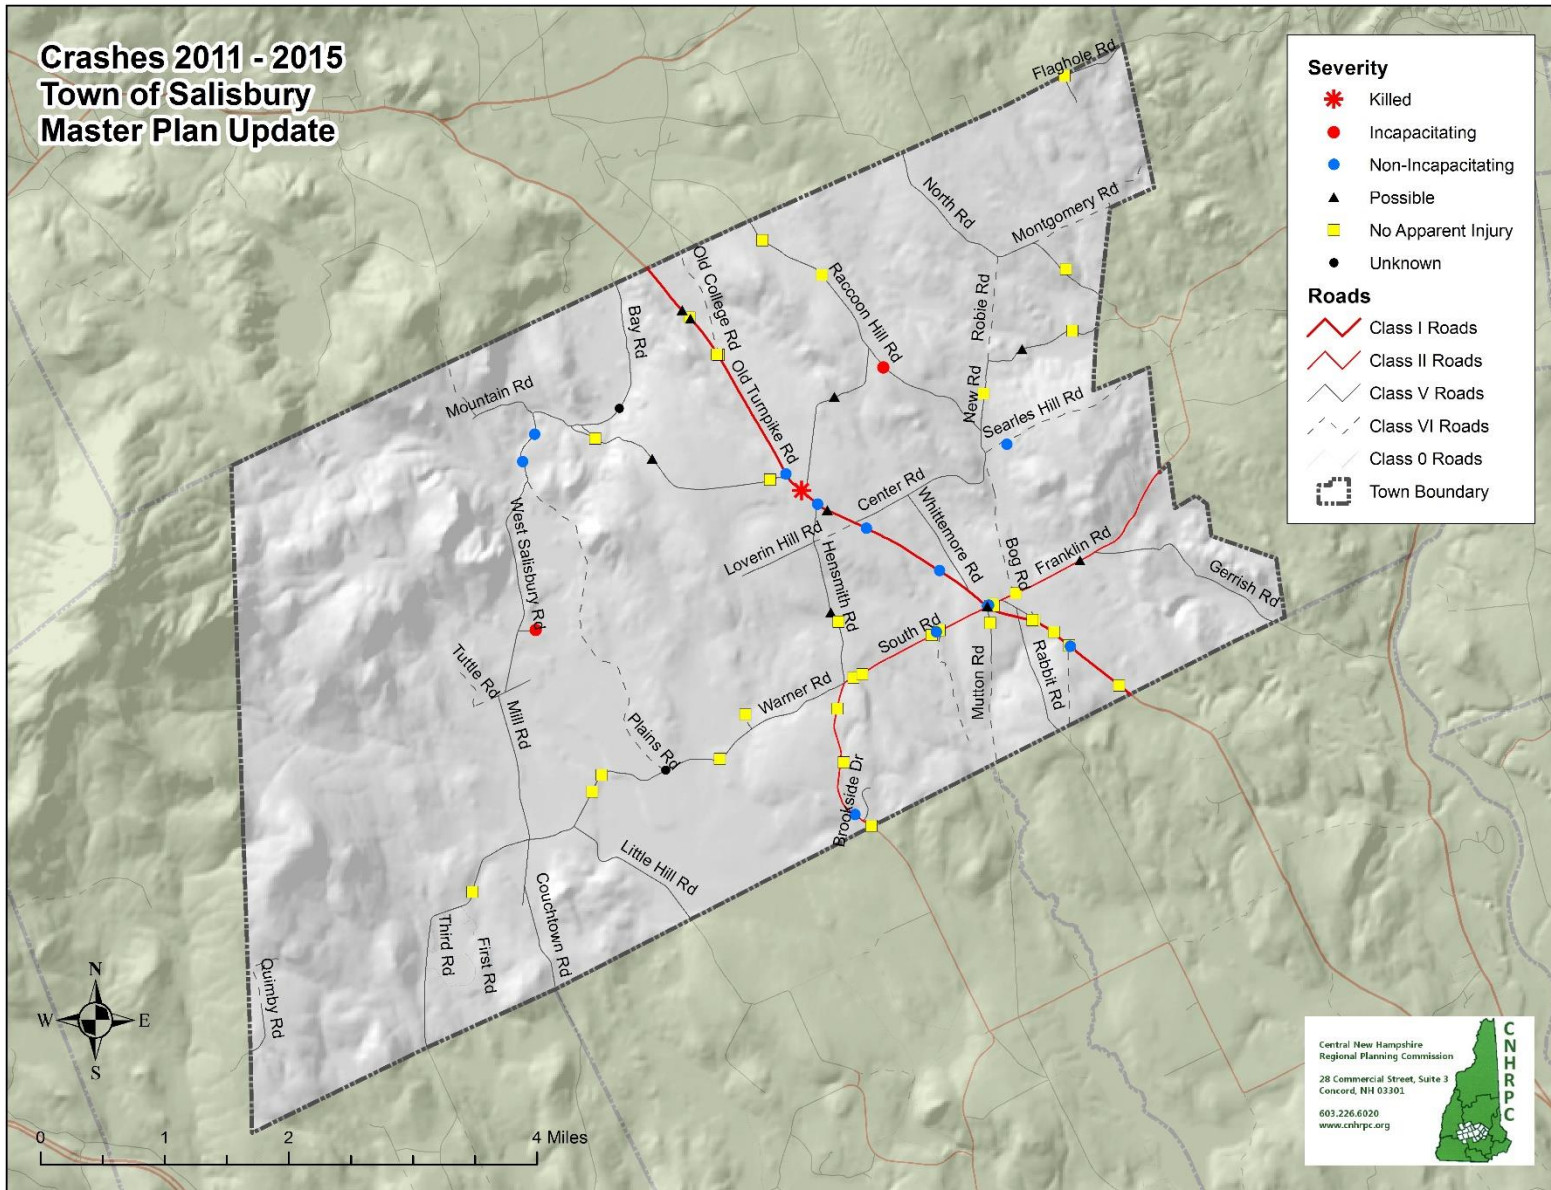 Crashes 2011 - 2015
Town of Salisbury
Master Plan Update
Severity
Killed
Incapacitating
Non-Incapacitating
Possible
No Apparent Injury
Unknown
Roads
Class I Roads
Class II Roads
Class V Roads
Class VI Roads
Class 0 Roads
Town Boundary
Flaghole Rd
North Rd
Montgomery Rd
Old College Rd
Raccoon Hill Rd
Bay Rd
Robie Rd
Old Turnpike Rd
New Rd
Mountain Rd
Searles Hill Rd
Center Rd
Whittemore Rd
West Salisbury Rd
Loverin Hill Rd
Hensmith Rd
Bog Rd
Franklin Rd
Gerrish Rd
South Rd
Tuttle Rd
Mutton Rd
Rabbit Rd
Warner Rd
Mill Rd
Plains Rd
Brookside Dr
Little Hill Rd
Couchtown Rd
Third Rd
First Rd
Quimby Rd
N
W
E
S
0
1
2
4 Miles
Central New Hampshire
Regional Planning Commission
28 Commercial Street, Suite 3
Concord, NH 03301
603.226.6020
www.cnhrpc.org
CNHRPC